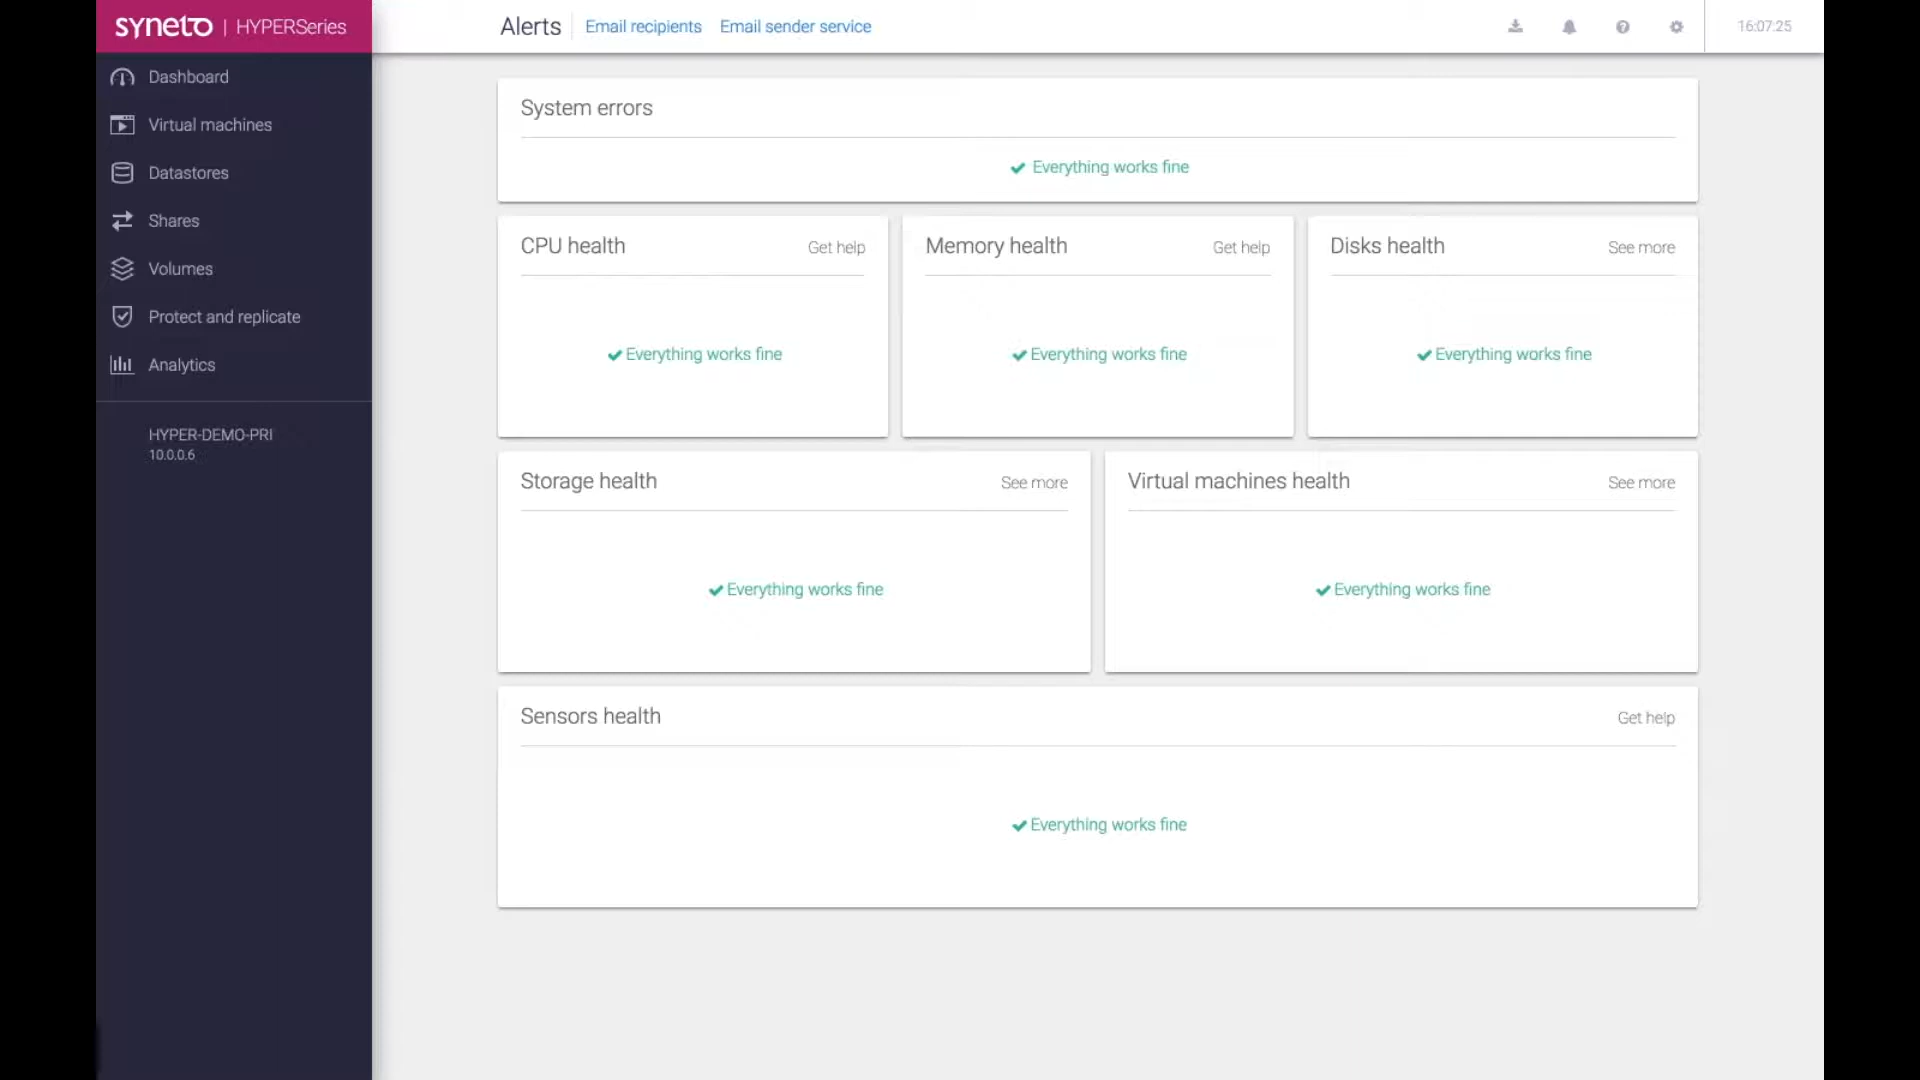 syneto | HYPERSeries
Alerts
Email recipients
Email sender service
16:07:25
Dashboard
Virtual machines
Datastores
Shares
Volumes
Protect and replicate
Analytics
HYPER-DEMO-PRI
10.0.0.6
System errors
Everything works fine
CPU health
Get help
Everything works fine
Memory health
Get help
Everything works fine
Disks health
See more
Everything works fine
Storage health
See more
Everything works fine
Virtual machines health
See more
Everything works fine
Sensors health
Get help
Everything works fine